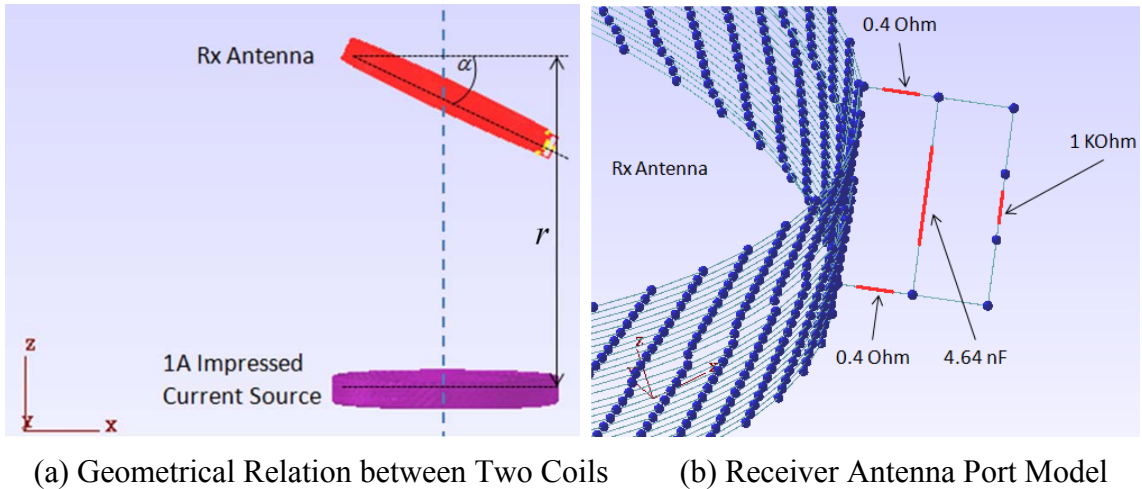 Rx Antenna
α
r
1A Impressed
Current Source
z
Y
x
0.4 Ohm
1 KOhm
Rx Antenna
z
0.4 Ohm
4.64 nF
(a) Geometrical Relation between Two Coils
(b) Receiver Antenna Port Model